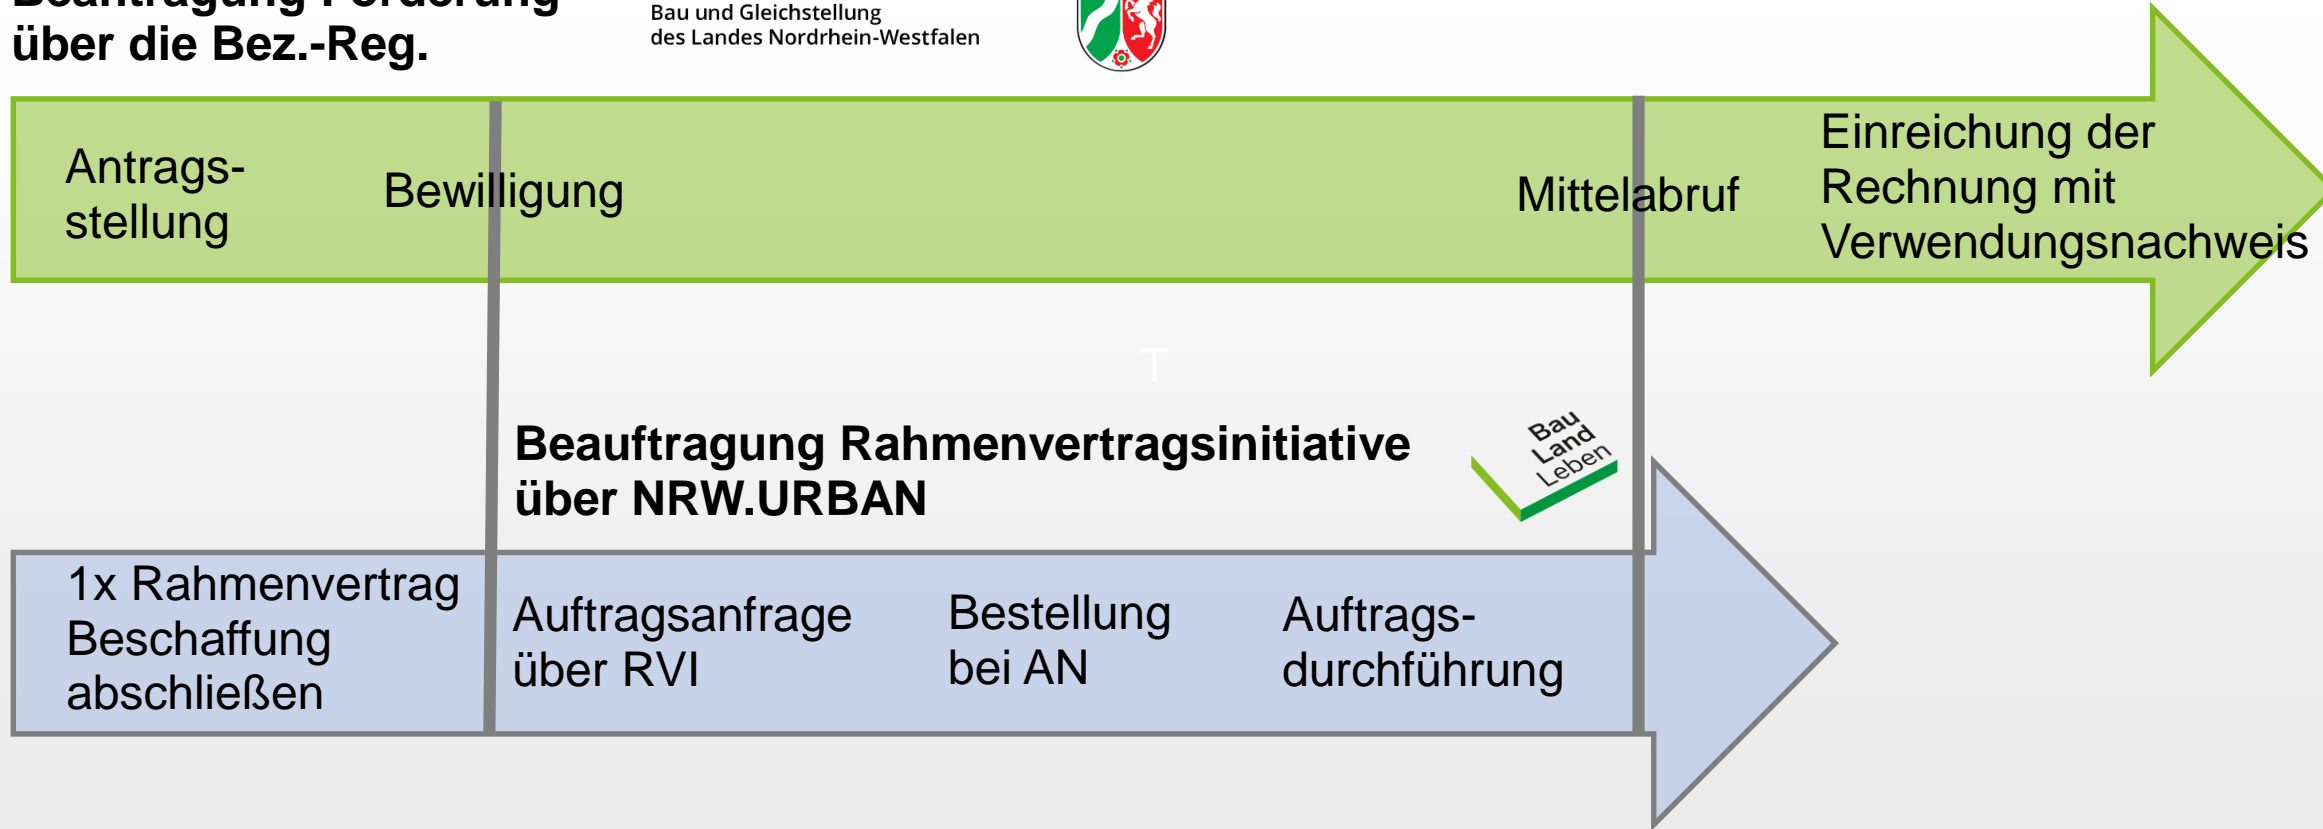 Beantragung Förderung
über die Bez.-Reg.
Bau und Gleichstellung
des Landes Nordrhein-Westfalen
Antrags-
stellung
Bewilligung
Mittelabruf
Einreichung der
Rechnung mit
Verwendungsnachweis
T
Beauftragung Rahmenvertragsinitiative
über NRW.URBAN
Bau
Land
Leben
1x Rahmenvertrag
Beschaffung
abschließen
Auftragsanfrage
über RVI
Bestellung
bei AN
Auftrags-
durchführung